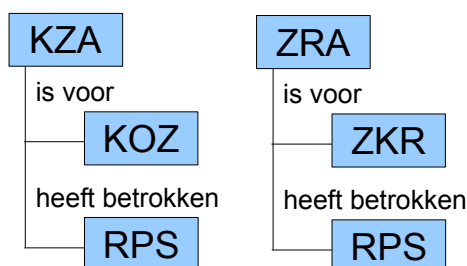 KZA
is voor
KOZ
heeft betrokken
RPS
ZRA
is voor
ZKR
heeft betrokken
RPS